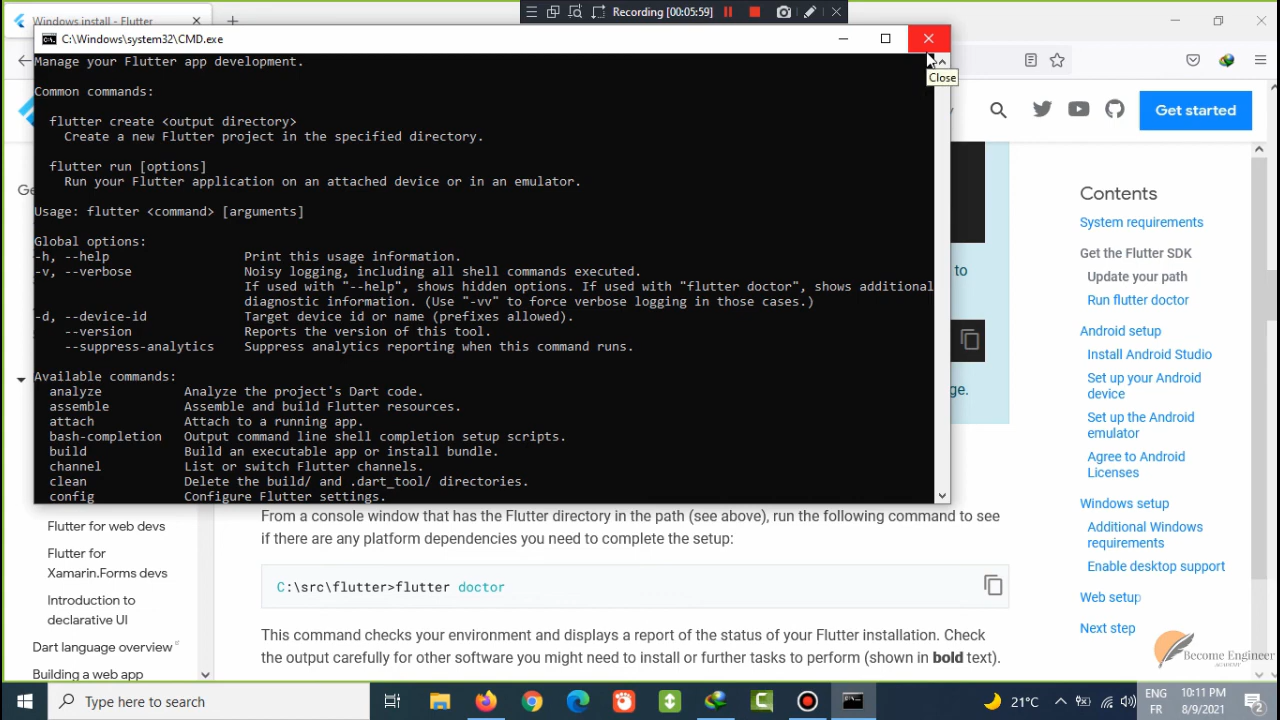 Windows install - Flutter
Recording [00:05:59]
C:\Windows\system32\CMD.exe
Close
Manage your Flutter app development.
Common commands:
flutter create <output directory>
Create a new Flutter project in the specified directory.
flutter run [options]
Run your Flutter application on an attached device or in an emulator.
Usage: flutter <command> [arguments]
Global options:
-h, --help Print this usage information.
-v, --verbose Noisy logging, including all shell commands executed.
If used with "--help", shows hidden options. If used with "flutter doctor", shows additional
diagnostic information. (Use "-vv" to force verbose logging in those cases.)
-d, --device-id Target device id or name (prefixes allowed).
--version Reports the version of this tool.
--suppress-analytics Suppress analytics reporting when this command runs.
Available commands:
analyze Analyze the project's Dart code.
assemble Assemble and build Flutter resources.
attach Attach to a running app.
bash-completion Output command line shell completion setup scripts.
build Build an executable app or install bundle.
channel List or switch Flutter channels.
clean Delete the build/ and .dart_tool/ directories.
config Configure Flutter settings.
Get started
to
ge.
Ge
Flutter for web devs
Flutter for
Xamarin.Forms devs
Introduction to
declarative UI
Dart language overview
Building a web app
From a console window that has the Flutter directory in the path (see above), run the following command to see
if there are any platform dependencies you need to complete the setup:
C:\src\flutter>flutter doctor
This command checks your environment and displays a report of the status of your Flutter installation. Check
the output carefully for other software you might need to install or further tasks to perform (shown in bold text).
Contents
System requirements
Get the Flutter SDK
Update your path
Run flutter doctor
Android setup
Install Android Studio
Set up your Android
device
Set up the Android
emulator
Agree to Android
Licenses
Windows setup
Additional Windows
requirements
Enable desktop support
Web setup
Next step
Become Engineer
ACADEMY
Type here to search
21°C
ENG
FR
10:11 PM
8/9/2021
2